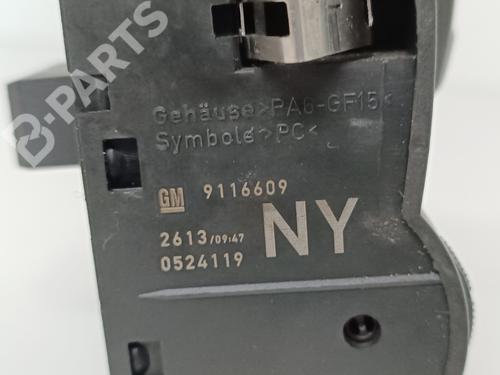 B-PARTS
Gehäuse>PA6-GF15<
Symbole>PC<
GM 9116609
2613/09:47 NY
0524119